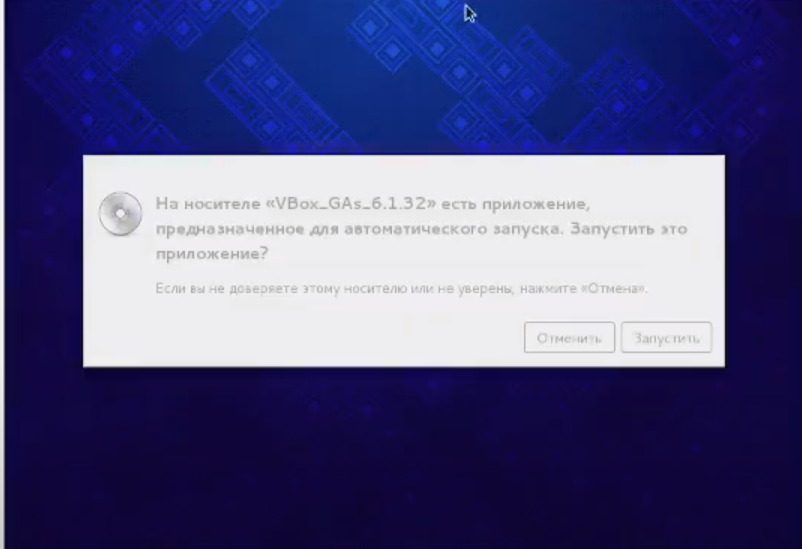 На носителе «VBox_GAs_6.1.32» есть приложение,
предназначенное для автоматического запуска. Запустить это
приложение?
Если вы не доверяете этому носителю или не уверены, нажмите «Отмена».
Отменить
Запустить